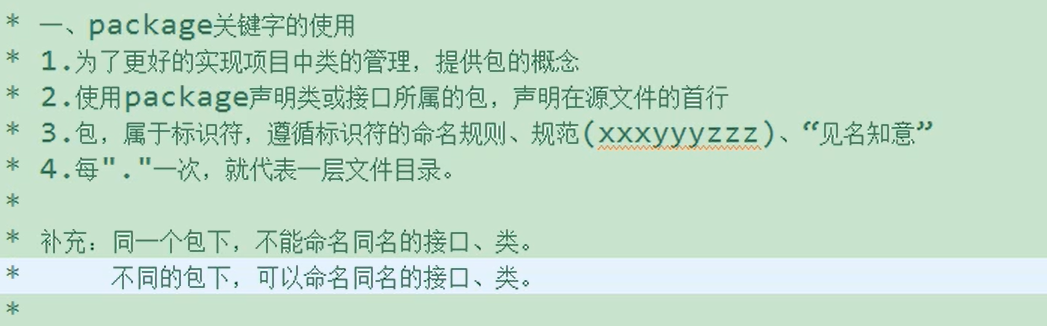 * 一、package关键字的使用
* 1.为了更好的实现项目中类的管理，提供包的概念
* 2.使用package声明类或接口所属的包，声明在源文件的首行
* 3.包，属于标识符，遵循标识符的命名规则、规范(xxxyyyzzz)、“见名知意”
* 4.每"."一次，就代表一层文件目录。
*
* 补充：同一个包下，不能命名同名的接口、类。
* 不同的包下，可以命名同名的接口、类。
*